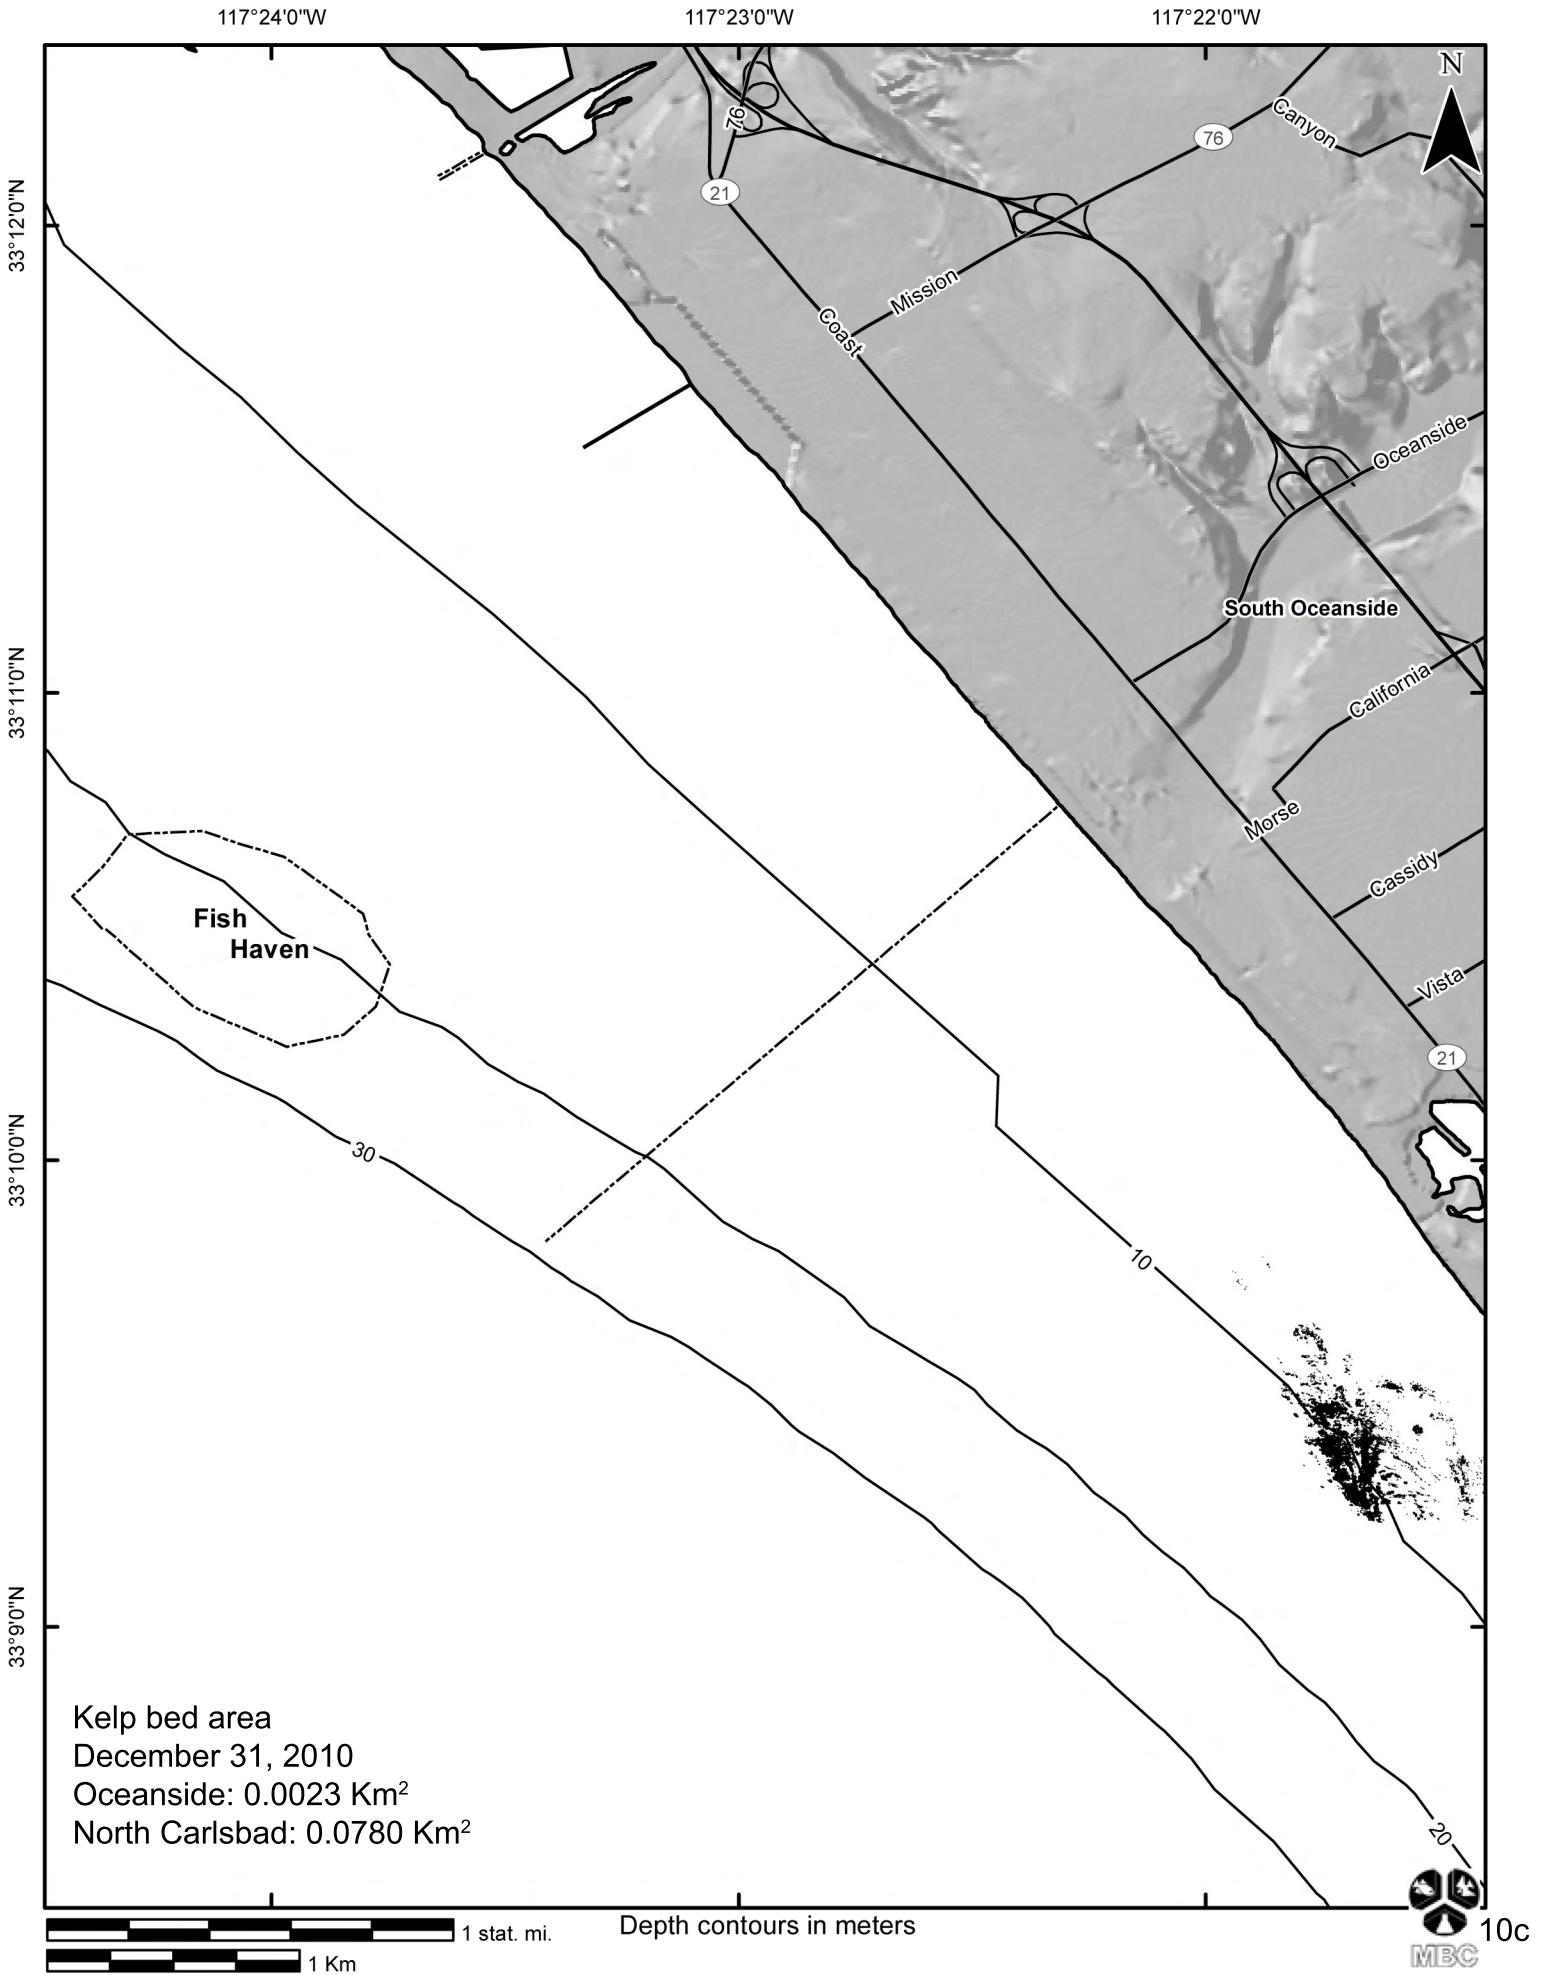 117°24'0"W
117°23'0"W
117°22'0"W
N
Canyon
76
76
21
33°12'0"N
Mission
Coast
Oceanside
South Oceanside
33°11'0"N
California
Morse
Cassidy
Fish
Haven
Vista
21
33°10'0"N
30
10
33°9'0"N
Kelp bed area
December 31, 2010
Oceanside: 0.0023 Km²
North Carlsbad: 0.0780 Km²
20
1 stat. mi.
Depth contours in meters
10c
1 Km
MBC